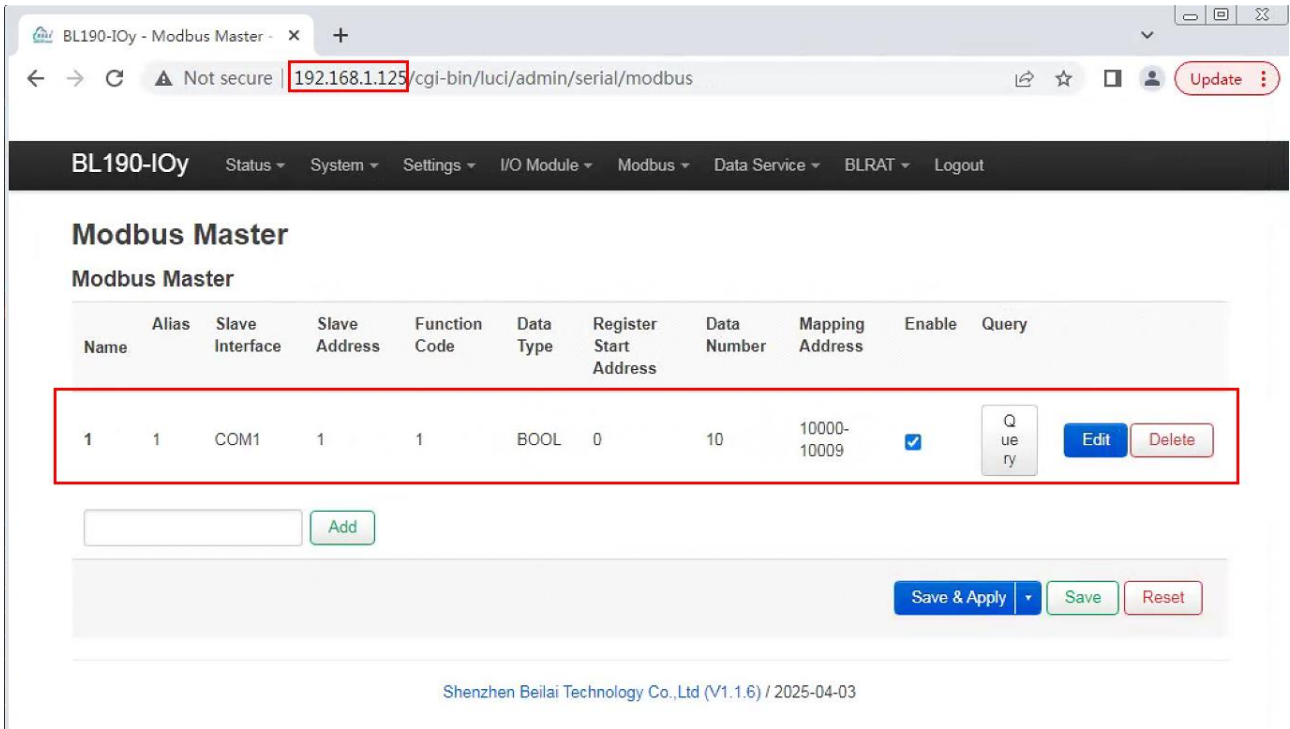 BL190-IOy - Modbus Master -
Not secure | 192.168.1.125/cgi-bin/luci/admin/serial/modbus
Update
BL190-IOy Status System Settings I/O Module Modbus Data Service BLRAT Logout
Modbus Master
Modbus Master
Name Alias Slave Interface Slave Address Function Code Data Type Register Start Address Data Number Mapping Address Enable Query
1 1 COM1 1 1 BOOL 0 10 10000-10009 Query Edit Delete
Add
Save & Apply Save Reset
Shenzhen Beilai Technology Co.,Ltd (V1.1.6) / 2025-04-03